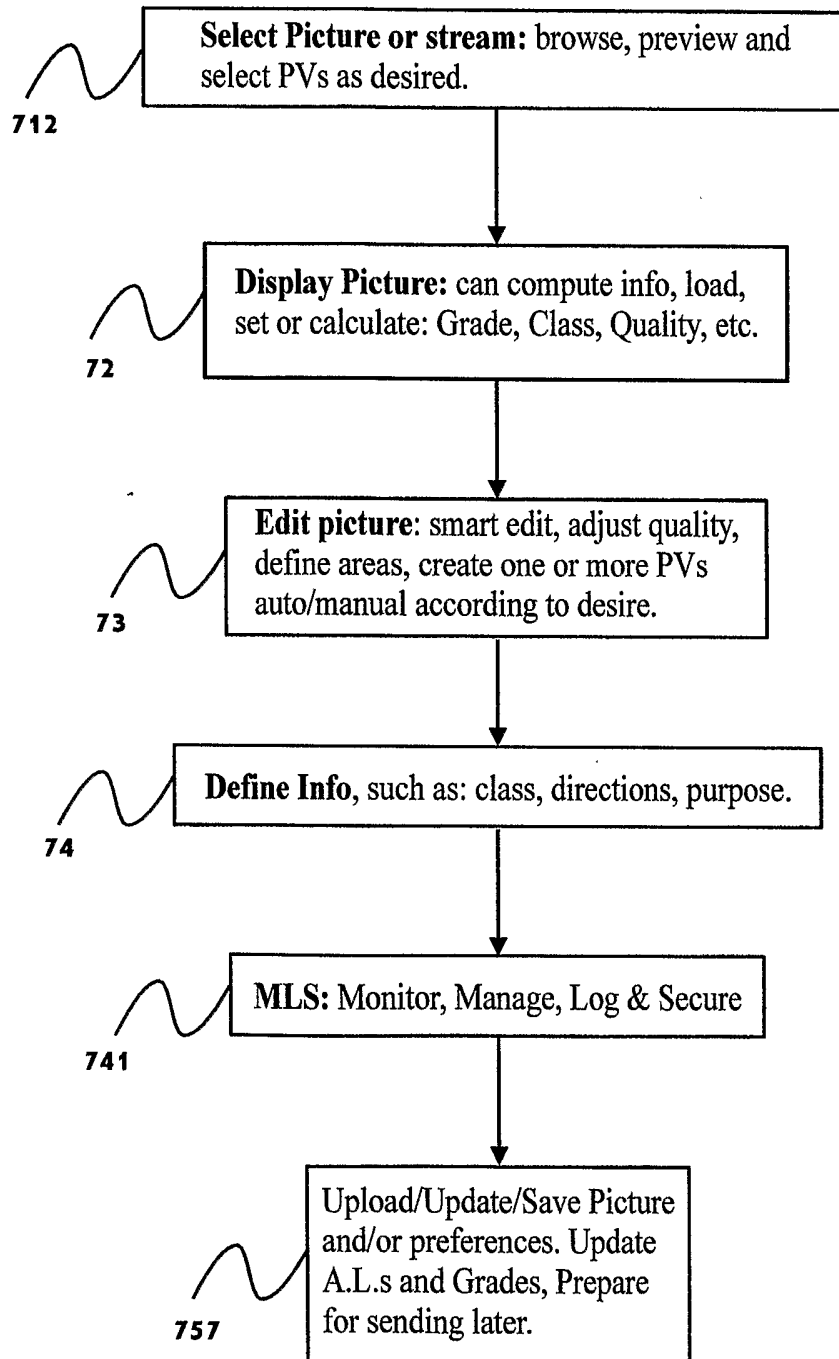 Select Picture or stream: browse, preview and
select PVs as desired.
712
Display Picture: can compute info, load,
set or calculate: Grade, Class, Quality, etc.
72
Edit picture: smart edit, adjust quality,
define areas, create one or more PVs
auto/manual according to desire.
73
Define Info, such as: class, directions, purpose.
74
MLS: Monitor, Manage, Log & Secure
741
Upload/Update/Save Picture
and/or preferences. Update
A.L.s and Grades, Prepare
for sending later.
757